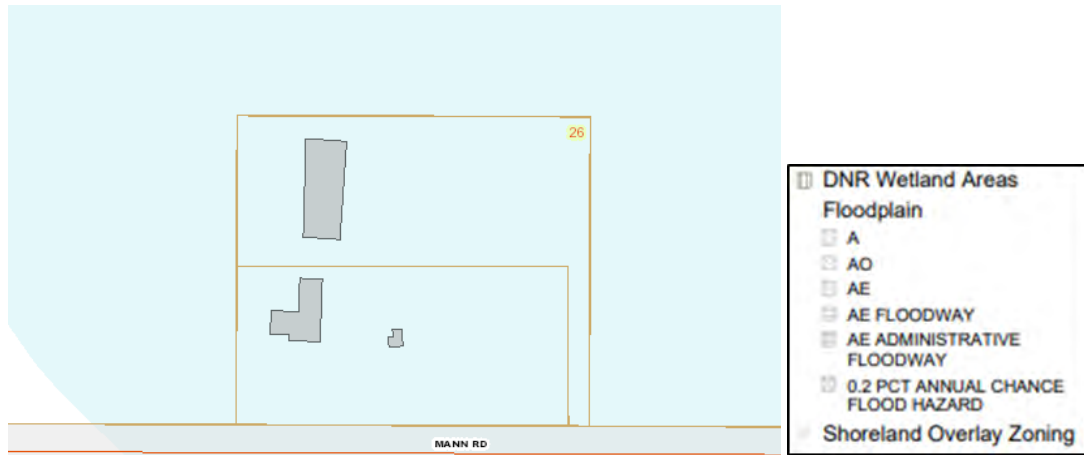 26
MANN RD
DNR Wetland Areas
Floodplain
A
AO
AE
AE FLOODWAY
AE ADMINISTRATIVE
FLOODWAY
0.2 PCT ANNUAL CHANCE
FLOOD HAZARD
Shoreland Overlay Zoning